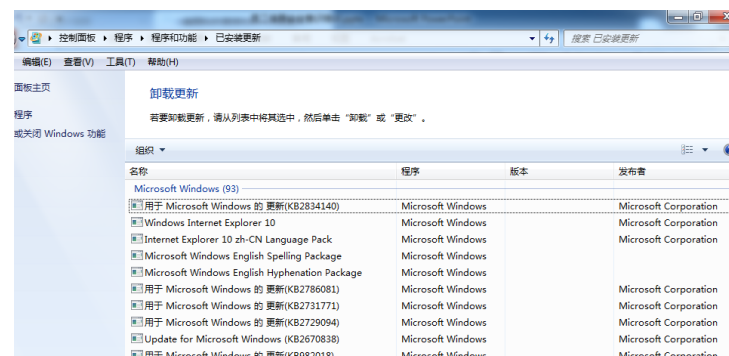 控制面板 ▸ 程序 ▸ 程序和功能 ▸ 已安装更新
搜索 已安装更新
编辑(E) 查看(V) 工具(T) 帮助(H)
面板主页
程序
或关闭 Windows 功能
卸载更新
若要卸载更新，请从列表中将其选中，然后单击“卸载”或“更改”。
组织
名称 程序 版本 发布者
Microsoft Windows (93)
用于 Microsoft Windows 的 更新(KB2834140) Microsoft Windows Microsoft Corporation
Windows Internet Explorer 10 Microsoft Windows Microsoft Corporation
Internet Explorer 10 zh-CN Language Pack Microsoft Windows Microsoft Corporation
Microsoft Windows English Spelling Package Microsoft Windows
Microsoft Windows English Hyphenation Package Microsoft Windows
用于 Microsoft Windows 的 更新(KB2786081) Microsoft Windows Microsoft Corporation
用于 Microsoft Windows 的 更新(KB2731771) Microsoft Windows Microsoft Corporation
用于 Microsoft Windows 的 更新(KB2729094) Microsoft Windows Microsoft Corporation
Update for Microsoft Windows (KB2670838) Microsoft Windows Microsoft Corporation
用于 Microsoft Windows 的 更新(KB982018) Microsoft Windows Microsoft Corporation